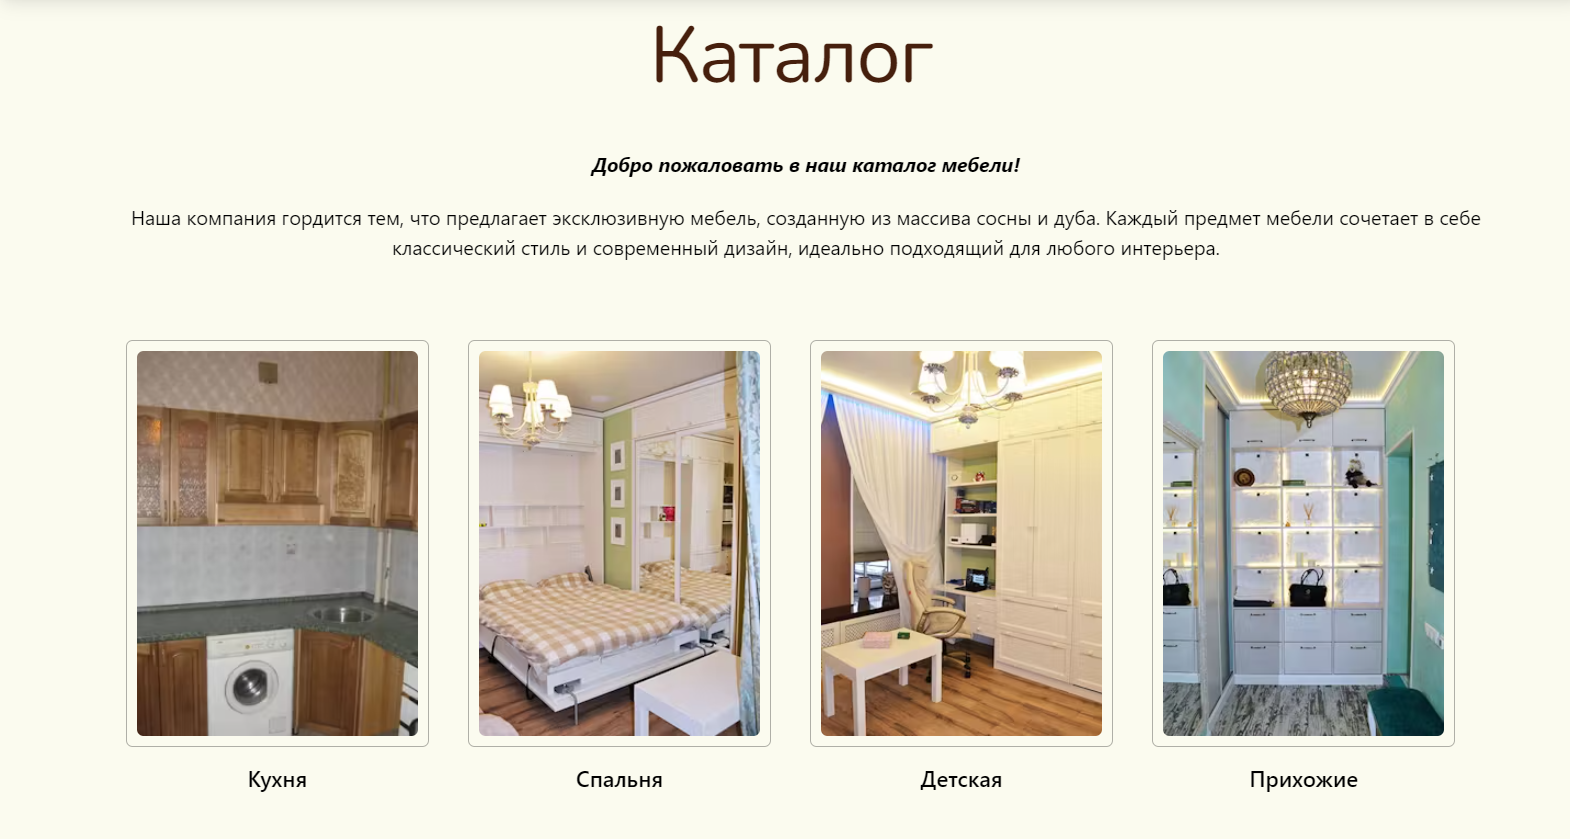 Каталог
Добро пожаловать в наш каталог мебели!
Наша компания гордится тем, что предлагает эксклюзивную мебель, созданную из массива сосны и дуба. Каждый предмет мебели сочетает в себе
классический стиль и современный дизайн, идеально подходящий для любого интерьера.
Кухня
Спальня
Детская
Прихожие